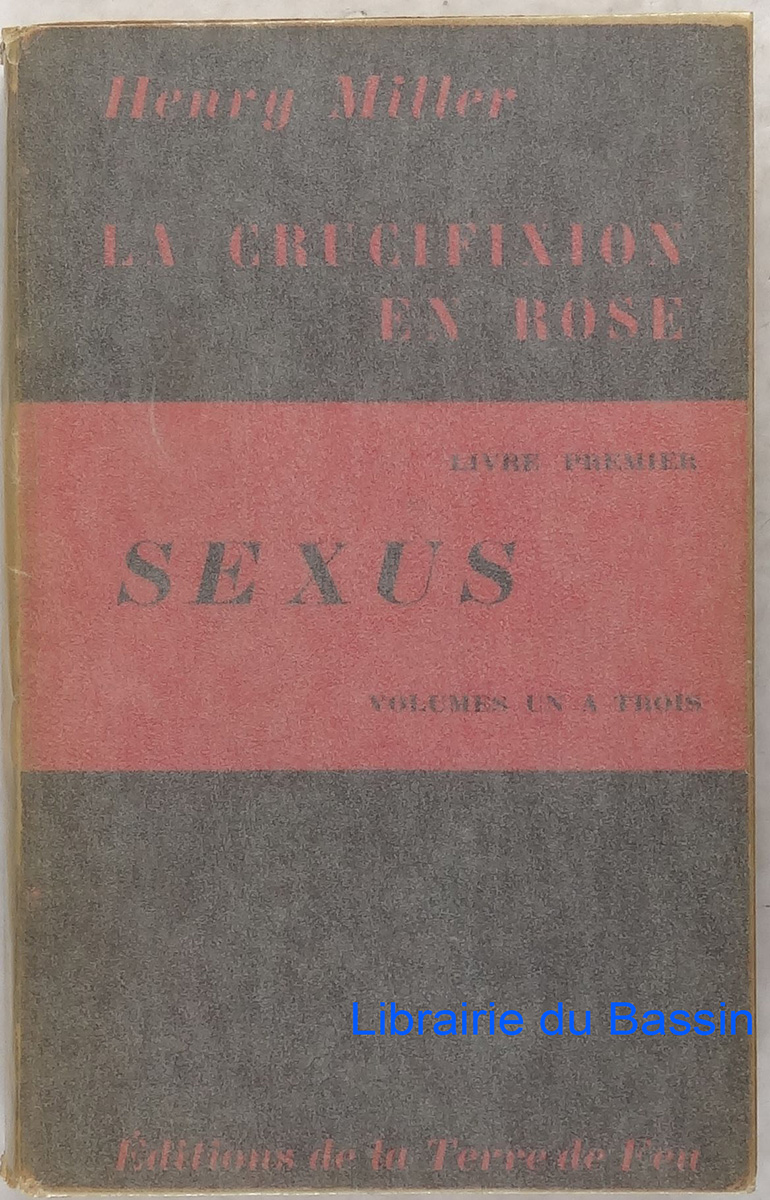 Henry Miller
LA CRUCIFIXION
EN ROSE
LIVRE PREMIER
SEXUS
VOLUMES UN A TROIS
Librairie du Bassin
Éditions de la Terre de Feu